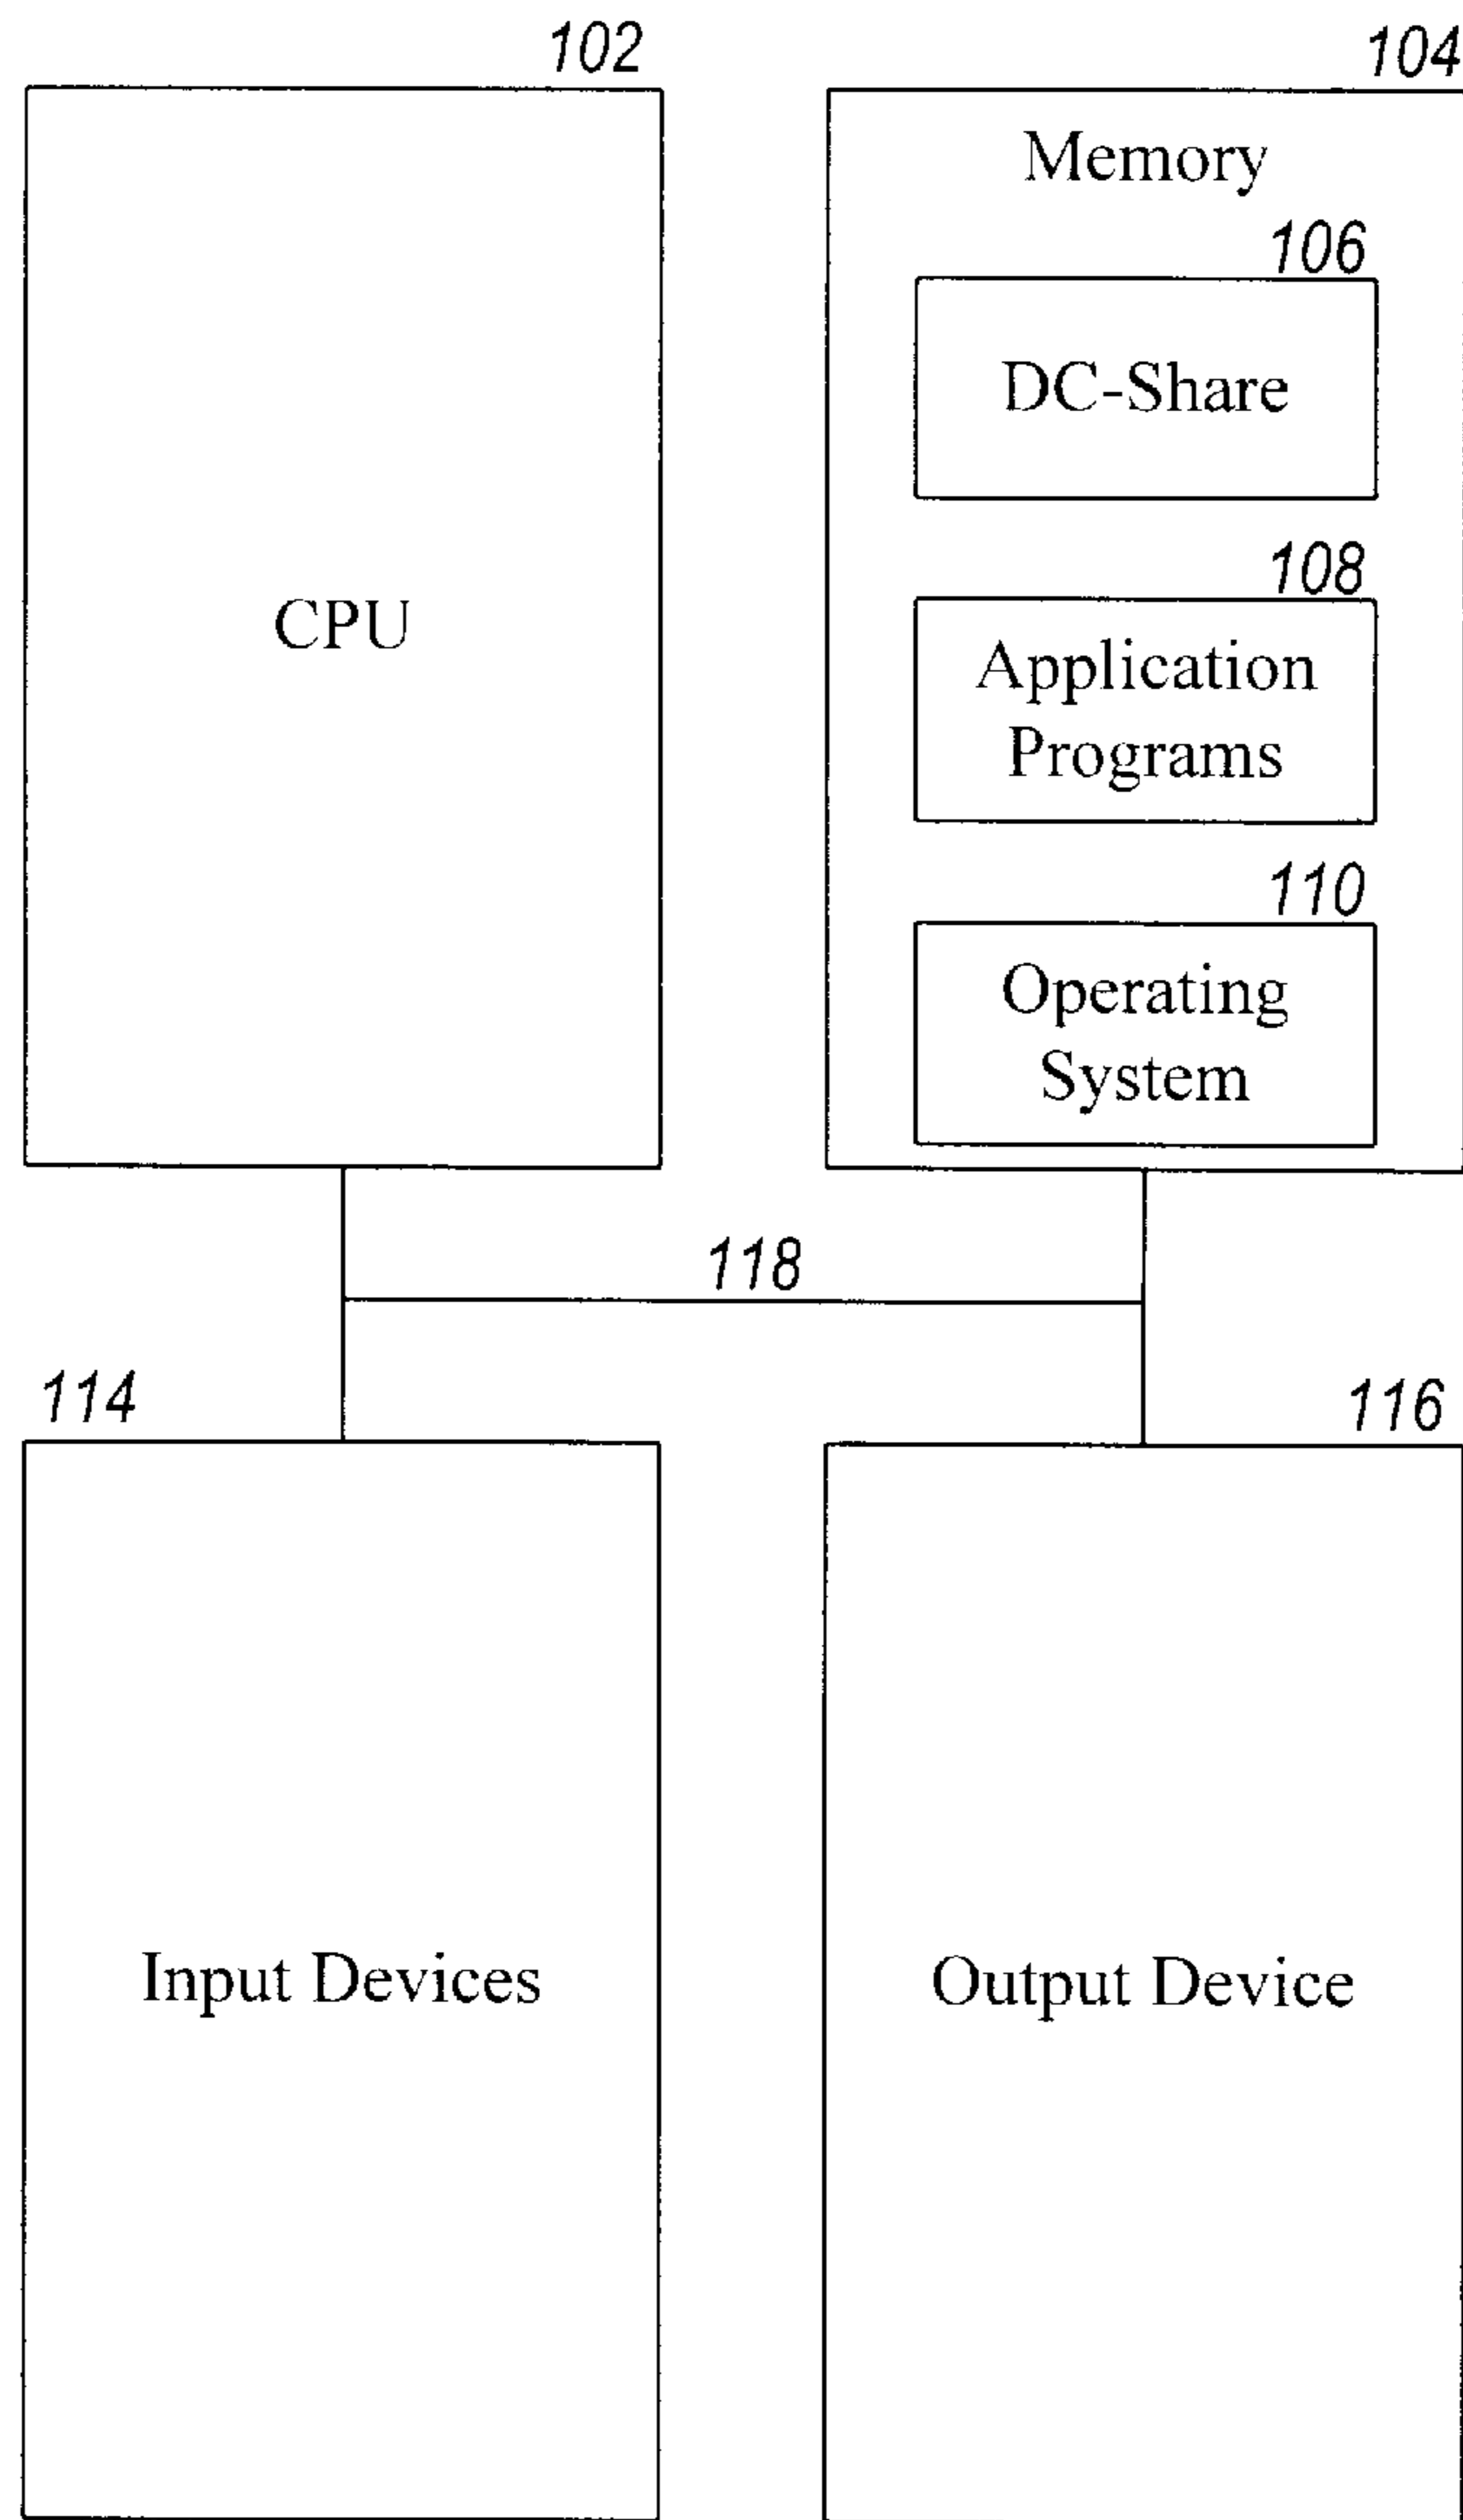 102
104
Memory
106
DC-Share
108
CPU
Application
Programs
110
Operating
System
118
114
116
Input Devices
Output Device